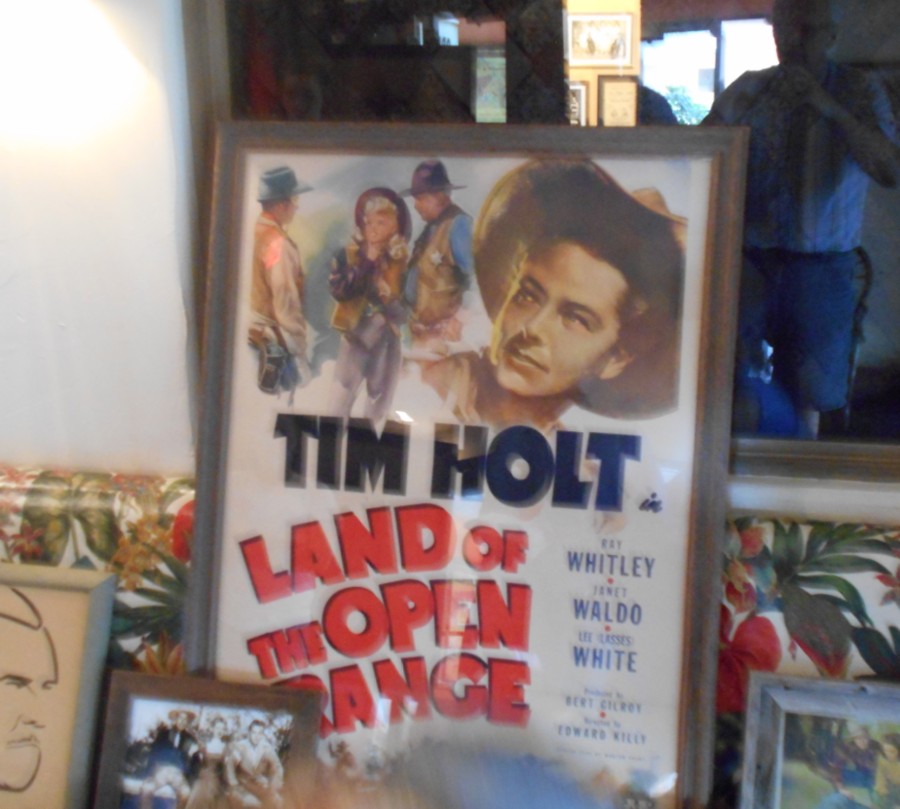 TIM HOLT
in
LAND OF
THE OPEN
RANGE
RAY
WHITLEY
JANET
WALDO
LEE 'LASSES'
WHITE
Produced by
BERT GILROY
Directed by
EDWARD KILLY